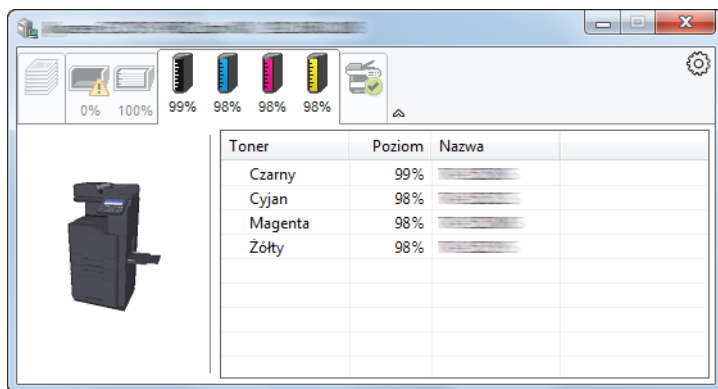 0% 100% 99% 98% 98% 98%
Toner Poziom Nazwa
Czarny 99%
Cyjan 98%
Magenta 98%
Żółty 98%